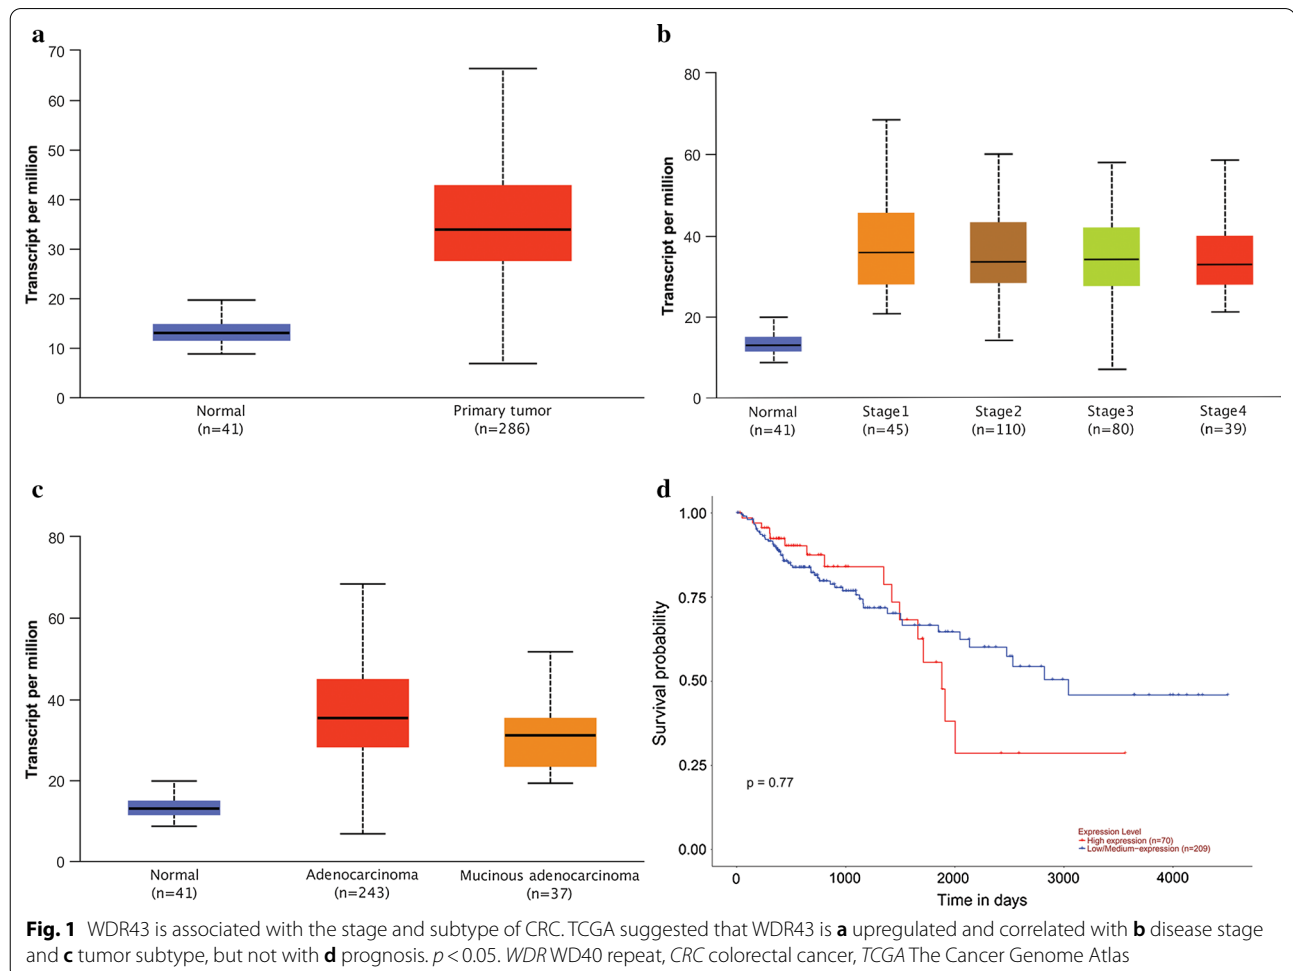 a
70
60
50
40
30
20
10
0
Transcript per million
Normal
(n=41)
Primary tumor
(n=286)
b
80
60
40
20
0
Transcript per million
Normal
(n=41)
Stage1
(n=45)
Stage2
(n=110)
Stage3
(n=80)
Stage4
(n=39)
c
80
60
40
20
0
Transcript per million
Normal
(n=41)
Adenocarcinoma
(n=243)
Mucinous adenocarcinoma
(n=37)
d
1.00
0.75
0.50
0.25
0.00
Survival probability
p = 0.77
Expression Level
High expression (n=70)
Low/Medium-expression (n=209)
0 1000 2000 3000 4000
Time in days
Fig. 1 WDR43 is associated with the stage and subtype of CRC. TCGA suggested that WDR43 is a upregulated and correlated with b disease stage
and c tumor subtype, but not with d prognosis. p < 0.05. WDR WD40 repeat, CRC colorectal cancer, TCGA The Cancer Genome Atlas